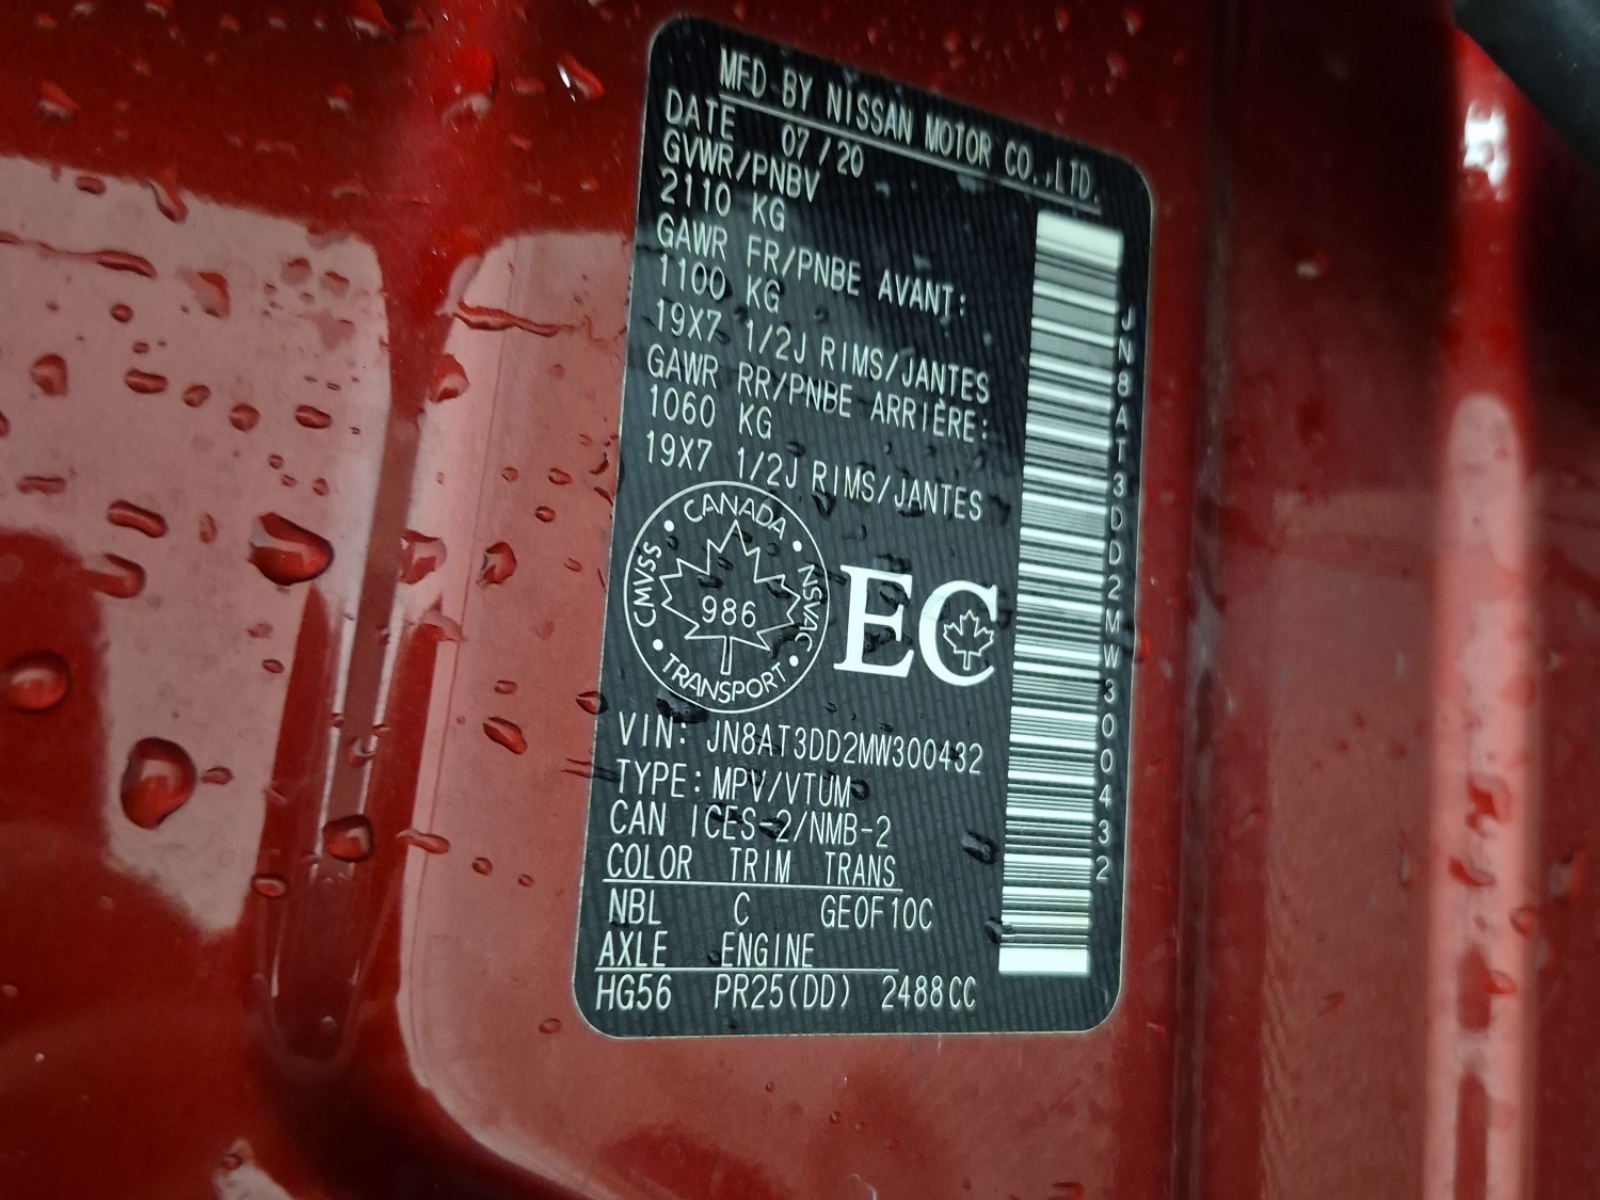 MFD BY NISSAN MOTOR CO.,LTD.
DATE 07/20
GVWR/PNBV
2110 KG
GAWR FR/PNBE AVANT:
1100 KG
19X7 1/2J RIMS/JANTES
GAWR RR/PNBE ARRIÈRE:
1060 KG
19X7 1/2J RIMS/JANTES
CANADA
CMVSS
NSVAC
986
TRANSPORT
EC
VIN: JN8AT3DD2MW300432
TYPE: MPV/VTUM
CAN ICES-2/NMB-2
COLOR TRIM TRANS
NBL C GE0F10C
AXLE ENGINE
HG56 PR25(DD) 2488CC
JN8AT3DD2MW300432